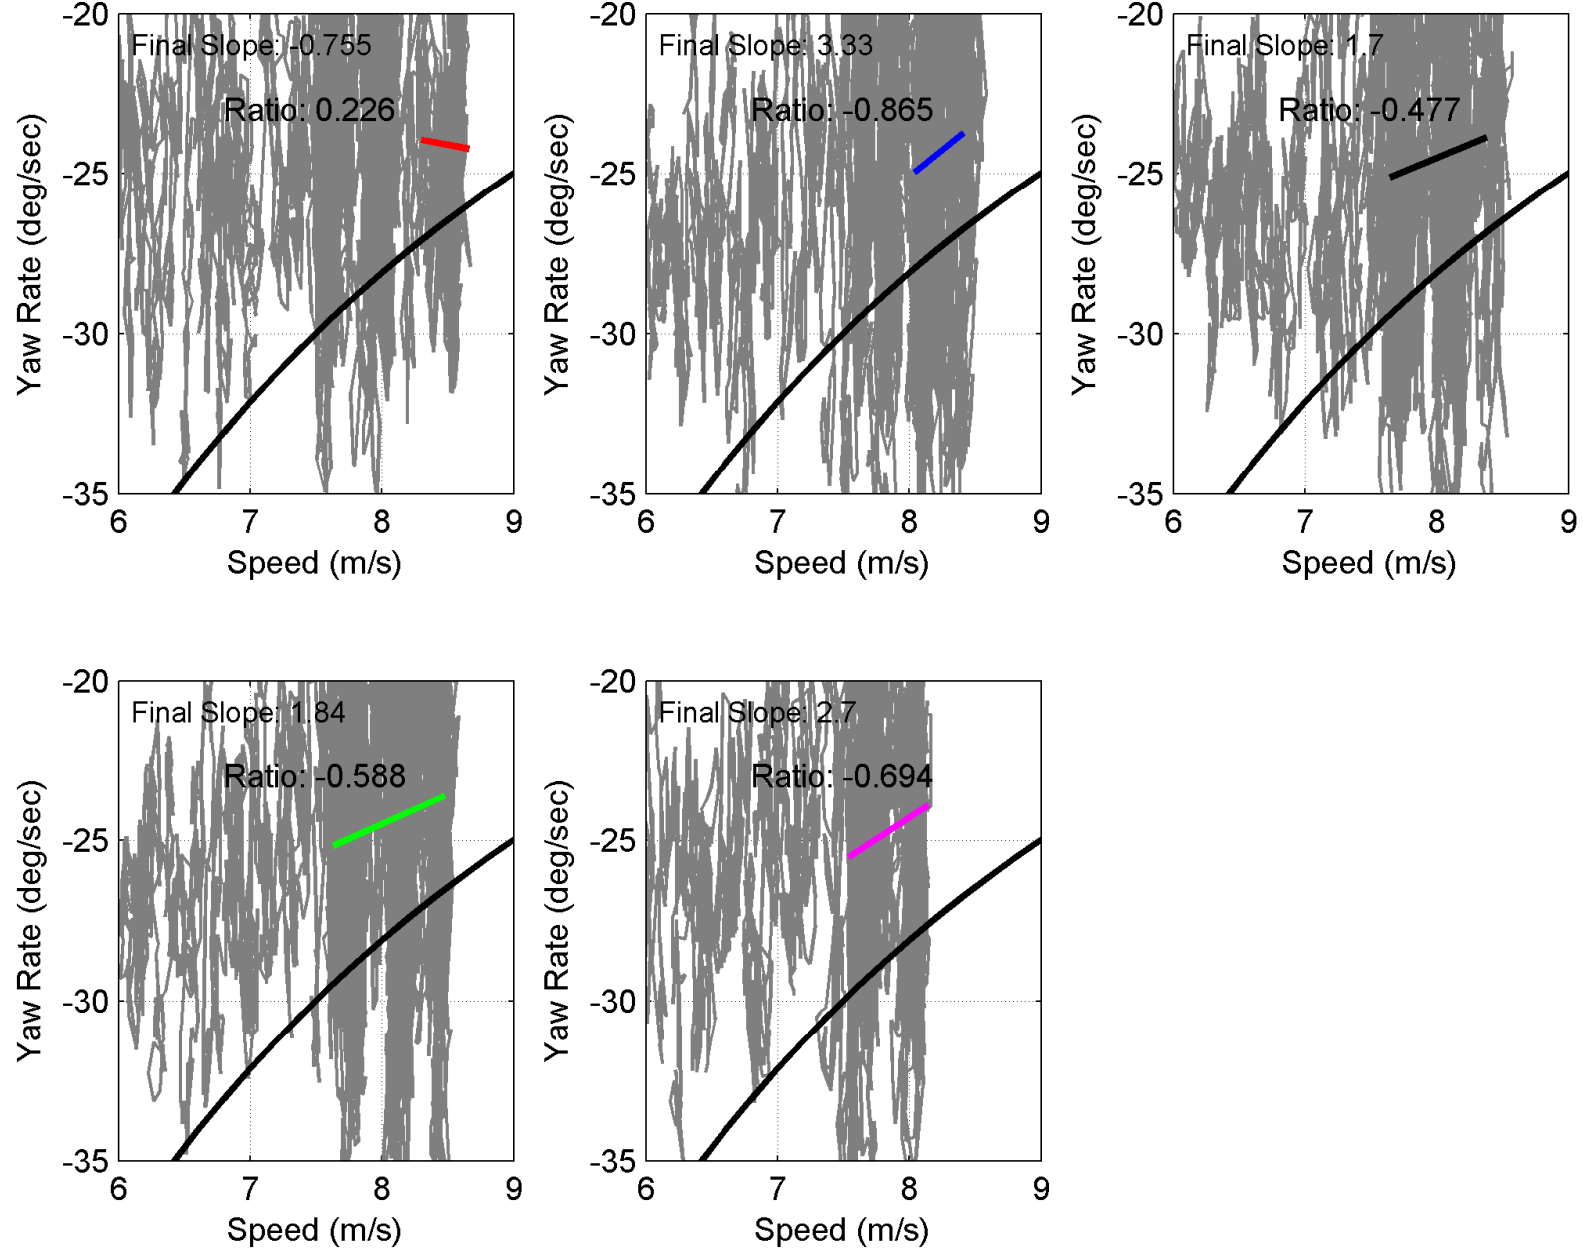 -20
Final Slope: -0.755
Ratio: 0.226
-25
-30
-35
6 7 8 9
Speed (m/s)
Yaw Rate (deg/sec)
-20
Final Slope: 3.33
Ratio: -0.865
-25
-30
-35
6 7 8 9
Speed (m/s)
Yaw Rate (deg/sec)
-20
Final Slope: 1.7
Ratio: -0.477
-25
-30
-35
6 7 8 9
Speed (m/s)
Yaw Rate (deg/sec)
-20
Final Slope: 1.84
Ratio: -0.588
-25
-30
-35
6 7 8 9
Speed (m/s)
Yaw Rate (deg/sec)
-20
Final Slope: 2.7
Ratio: -0.694
-25
-30
-35
6 7 8 9
Speed (m/s)
Yaw Rate (deg/sec)